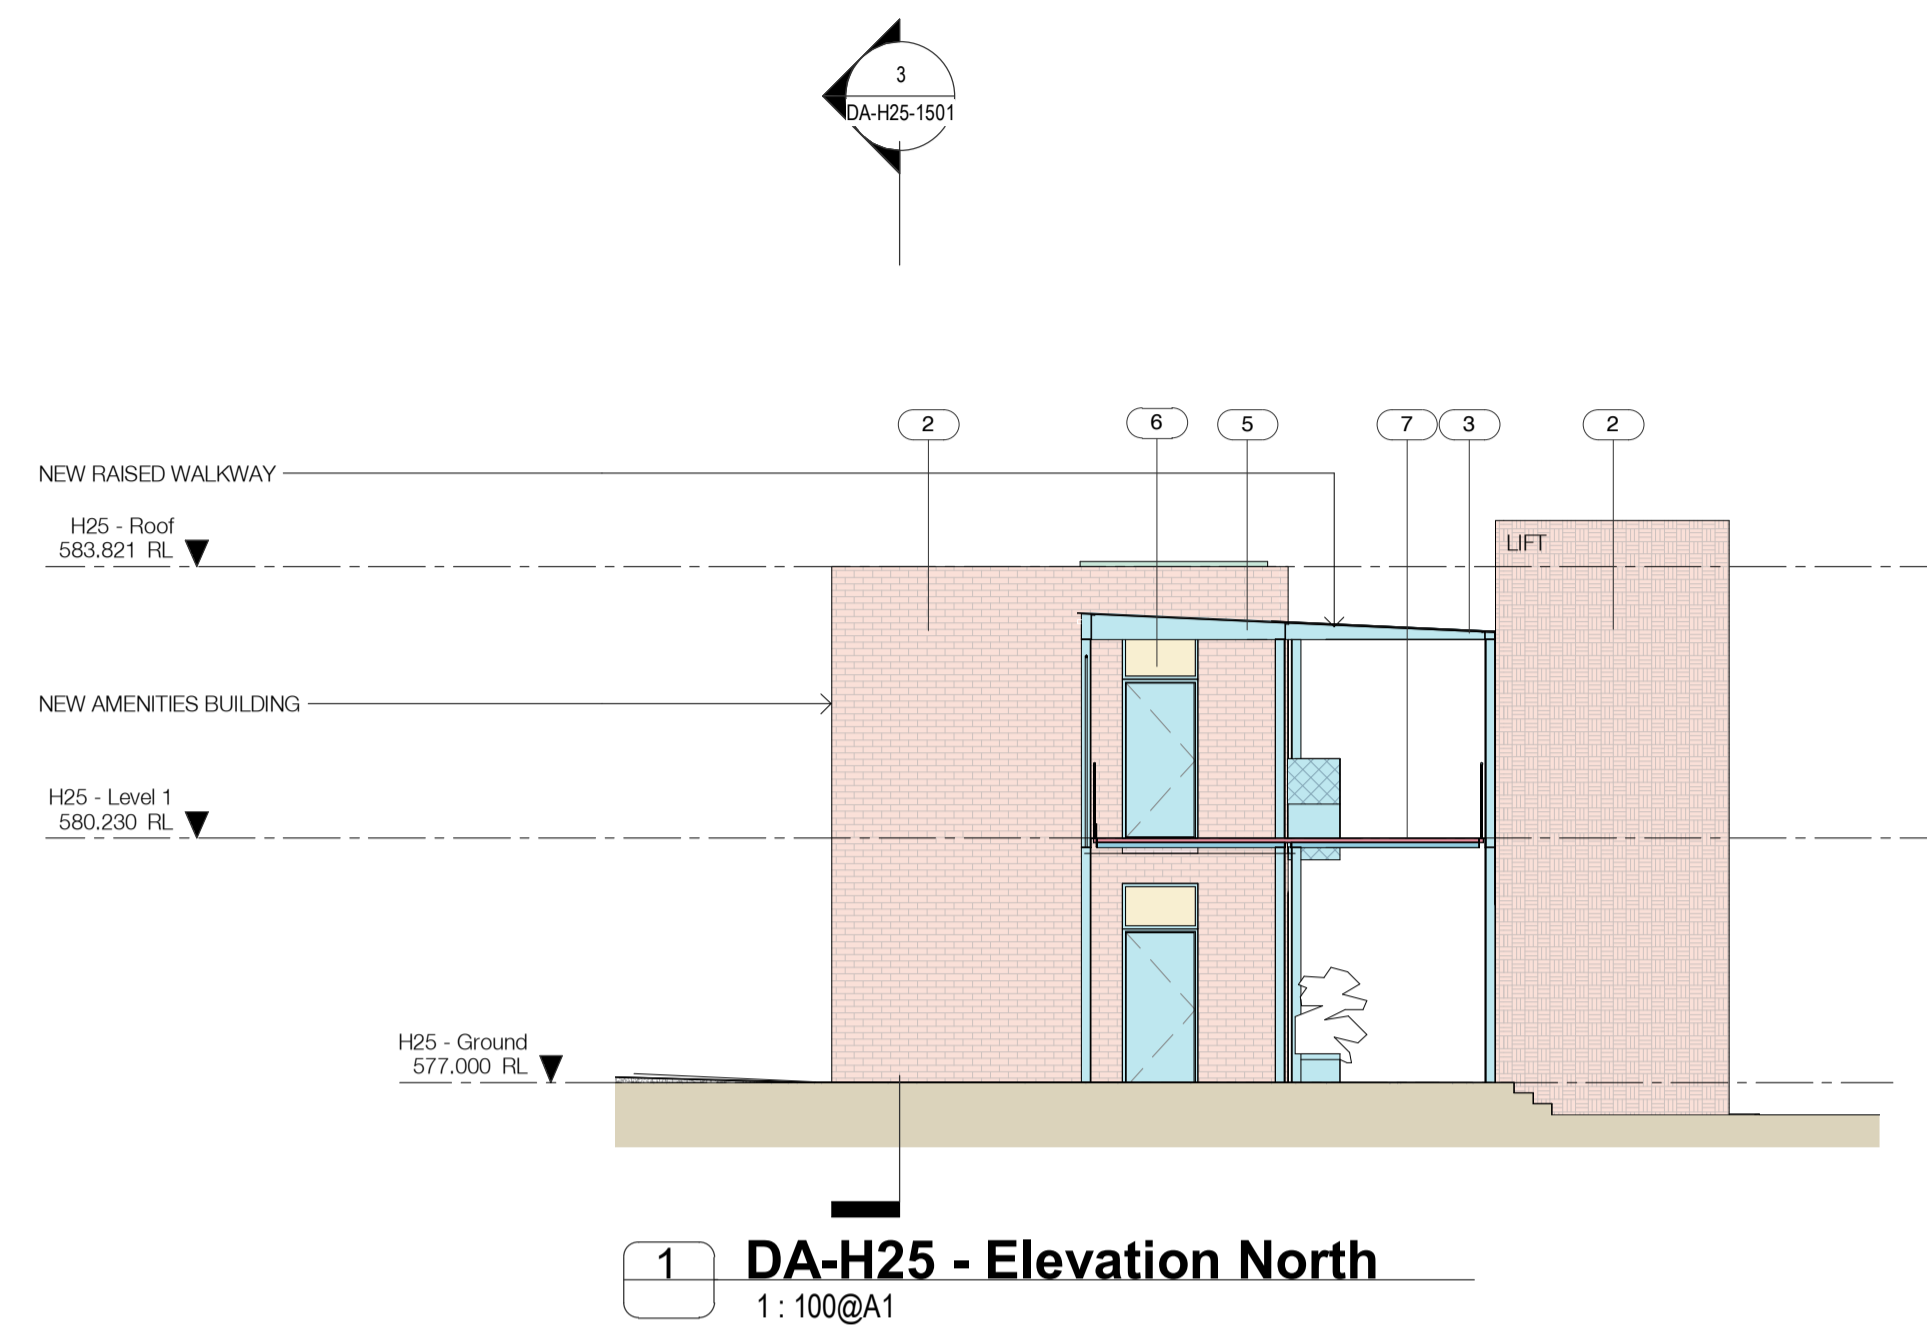 3
DA-H25-1501
2
6
5
7
3
2
NEW RAISED WALKWAY
H25 - Roof
583.821 RL
LIFT
NEW AMENITIES BUILDING
H25 - Level 1
580.230 RL
H25 - Ground
577.000 RL
1
DA-H25 - Elevation North
1 : 100@A1